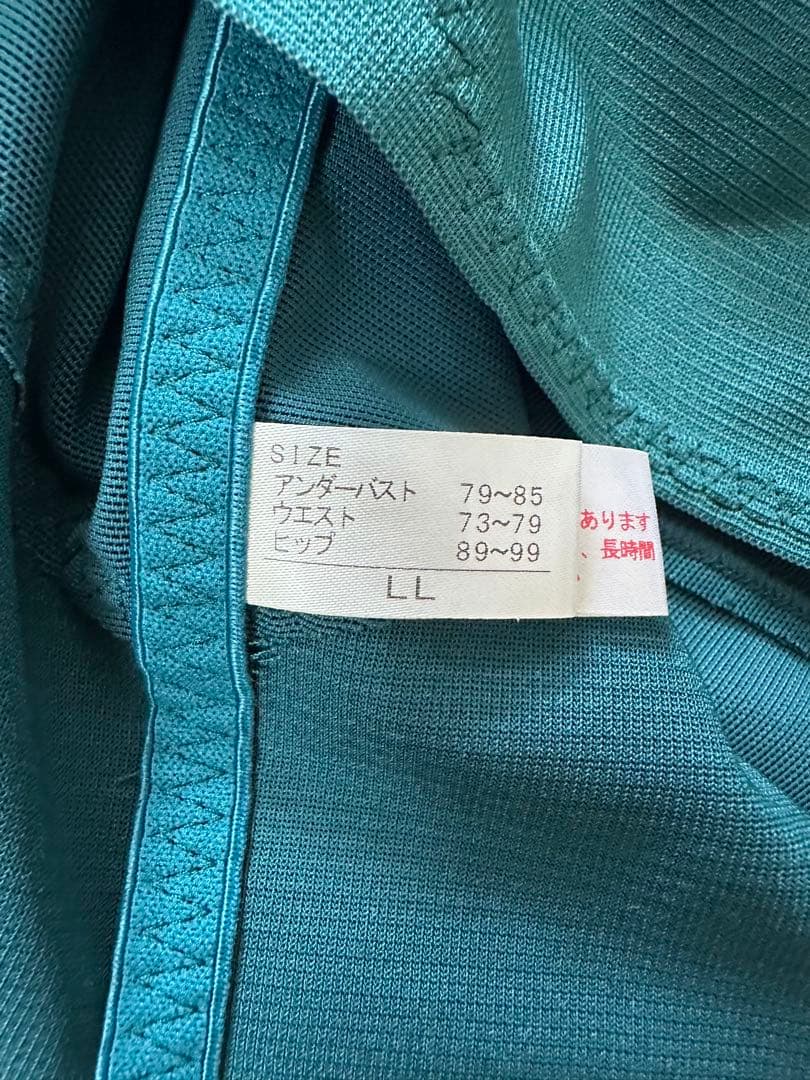 SIZE
アンダーバスト 79~85
ウエスト 73~79
ヒップ 89~99
LL
あります
、長時間